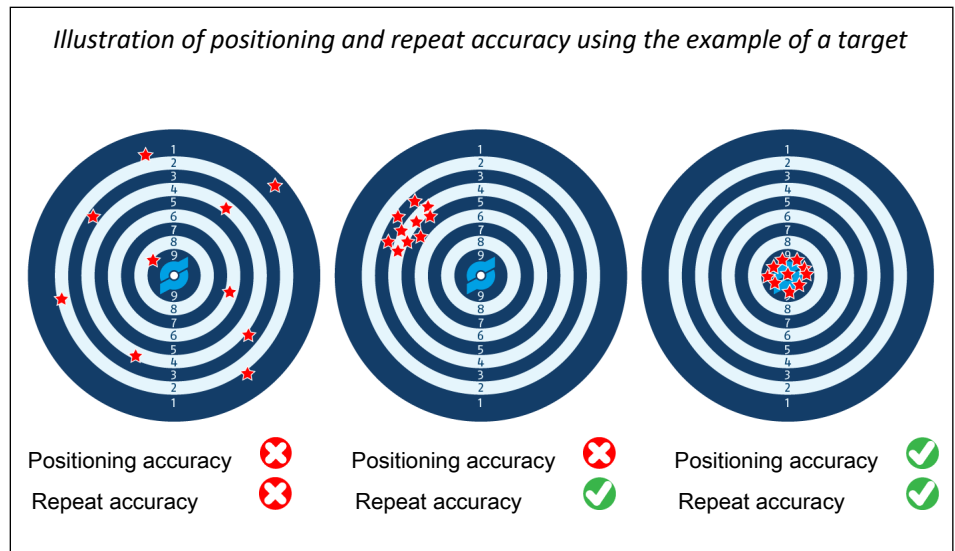 Illustration of positioning and repeat accuracy using the example of a target
1 1 1
2 2 2
3 3 3
4 4 4
5 5 5
6 6 6
7 7 7
8 8 8
9 9 9
9 9
8 8 8
7 7 7
6 6 6
5 5 5
4 4 4
3 3 3
2 2 2
1 1 1
Positioning accuracy Positioning accuracy Positioning accuracy
Repeat accuracy Repeat accuracy Repeat accuracy